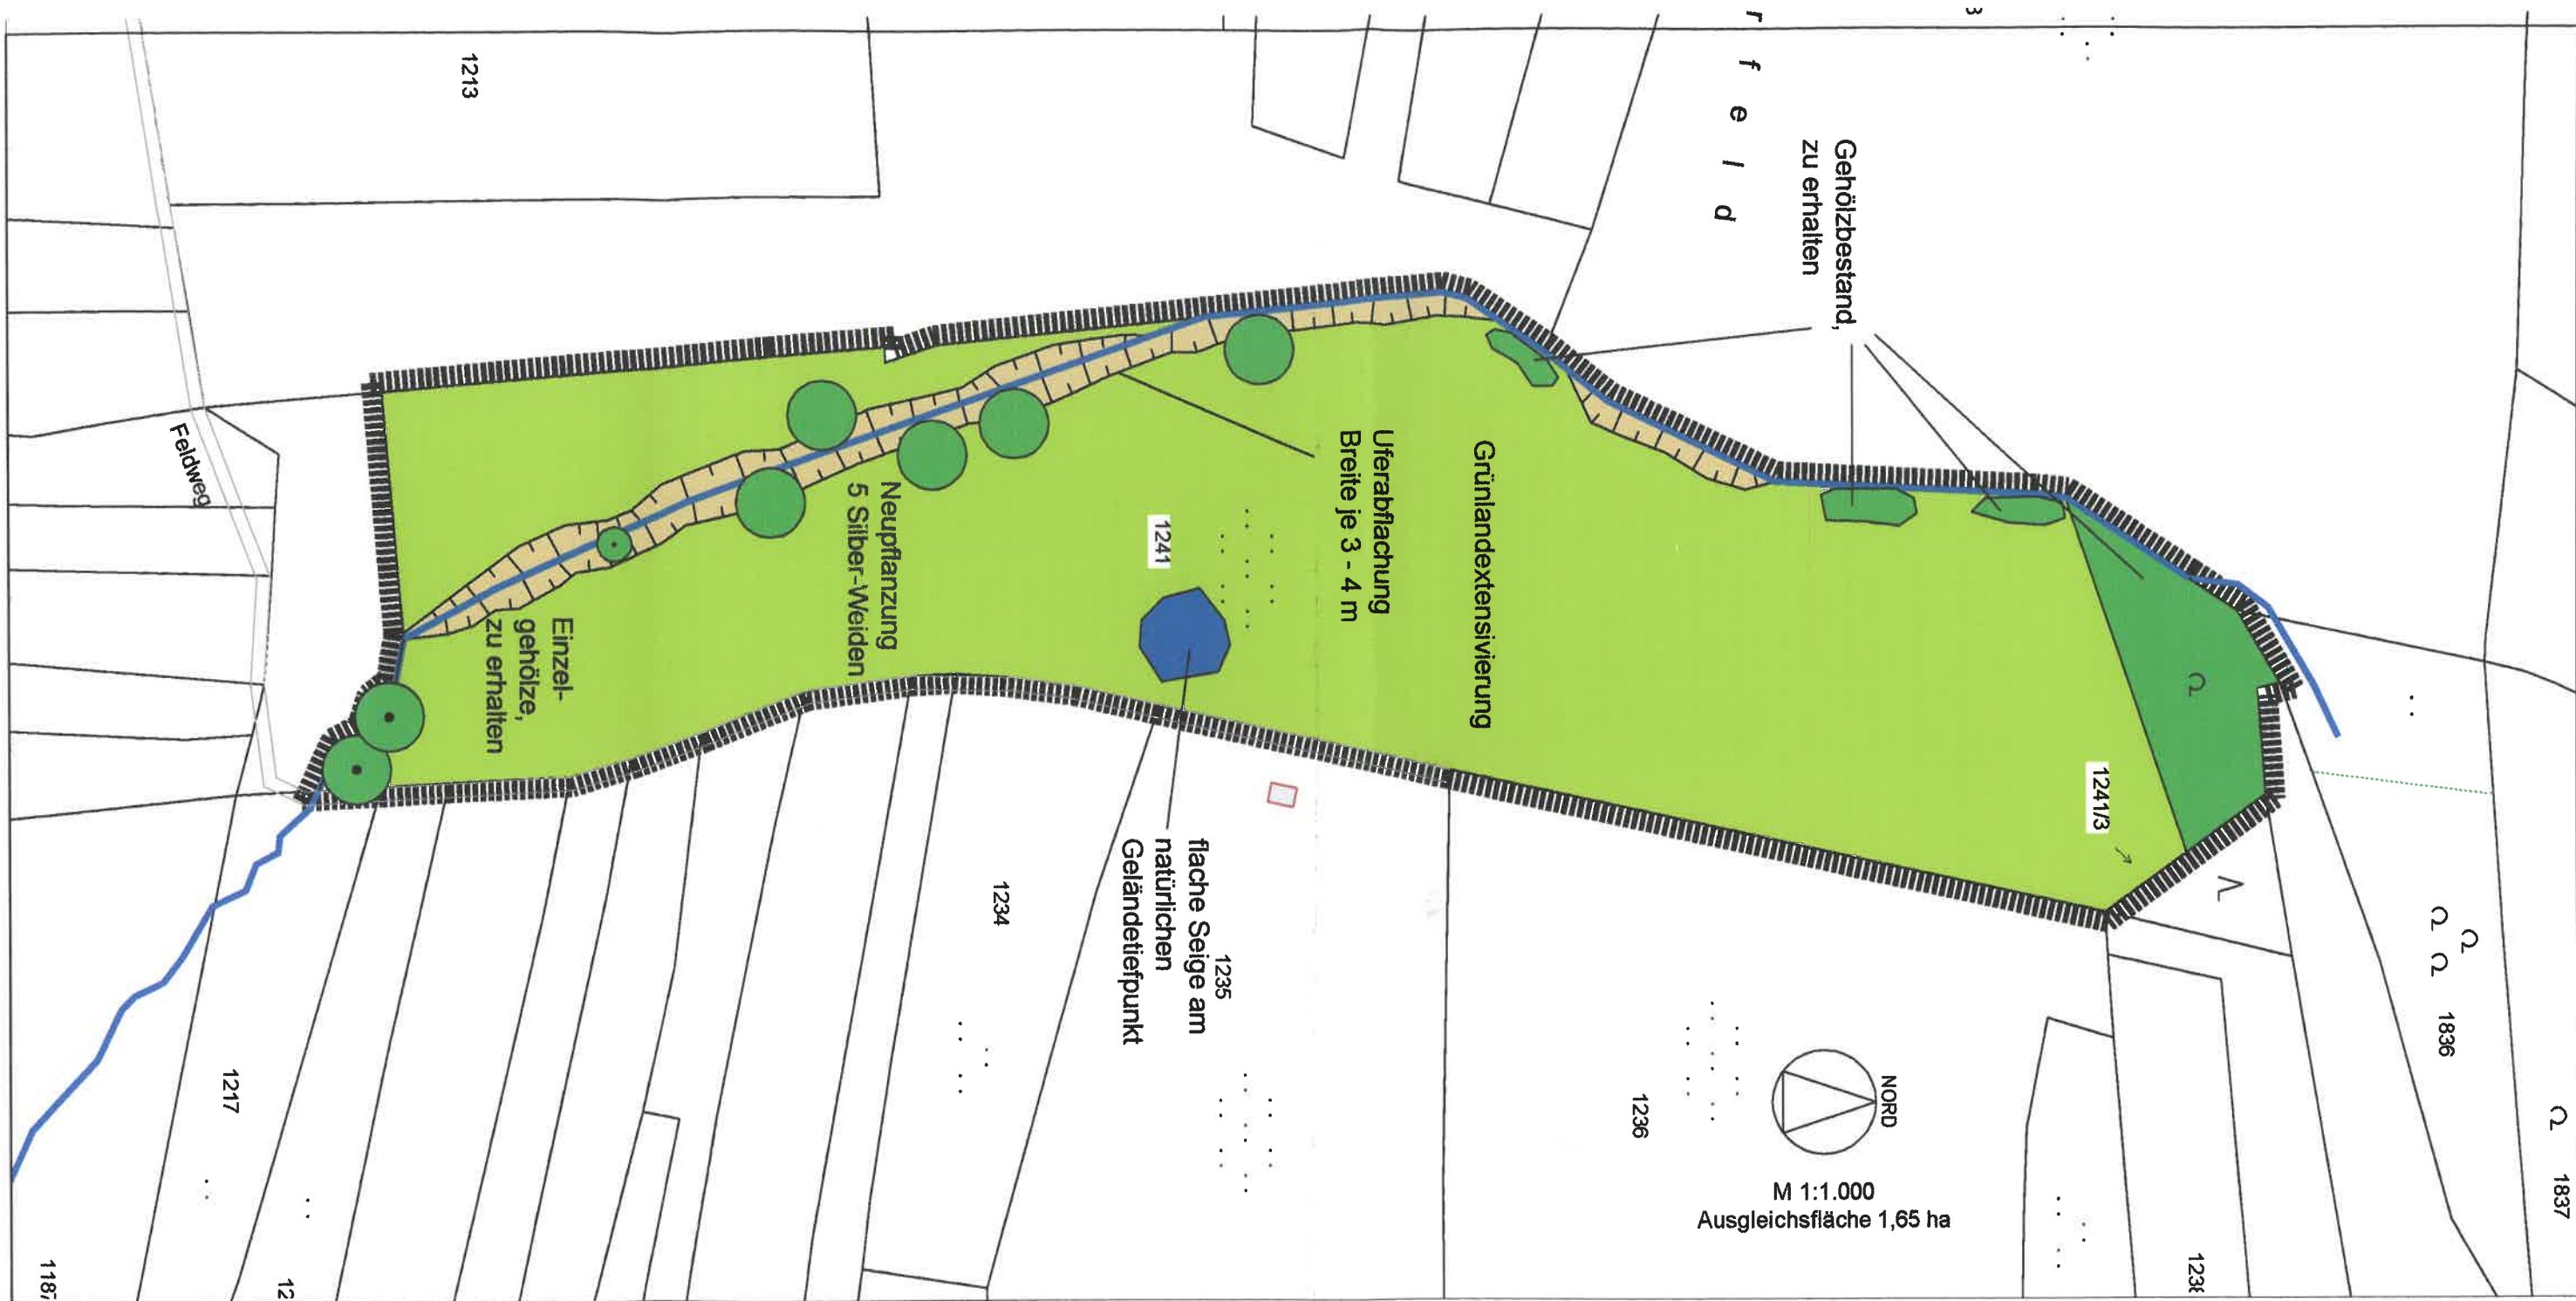 1213
r f e l d
Gehölzbestand,
zu erhalten
Feldweg
Grünlandextensivierung
Uferabflachung
Breite je 3 - 4 m
1241
Neupflanzung
5 Silber-Weiden
Einzel-
gehölze,
zu erhalten
1241/3
1235
flache Seige am
natürlichen
Geländetiefpunkt
1234
1236
NORD
M 1:1.000
Ausgleichsfläche 1,65 ha
1836
1837
1217
1187
12